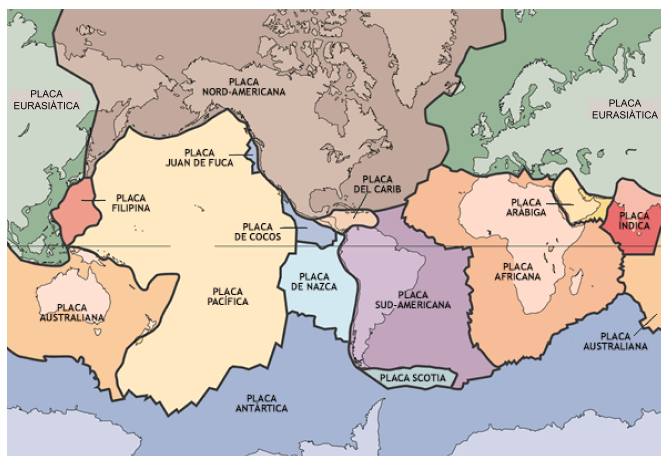 PLACA
NORD-AMERICANA
PLACA
EURASIÀTICA
PLACA
EURASIÀTICA
PLACA
JUAN DE FUCA
PLACA
DEL CARIB
PLACA
FILIPINA
PLACA
ARÀBIGA
PLACA
ÍNDICA
PLACA
DE COCOS
PLACA
AFRICANA
PLACA
DE NAZCA
PLACA
PACÍFICA
PLACA
SUD-AMERICANA
PLACA
AUSTRALIANA
PLACA
AUSTRALIANA
PLACA SCOTIA
PLACA
ANTÀRTICA